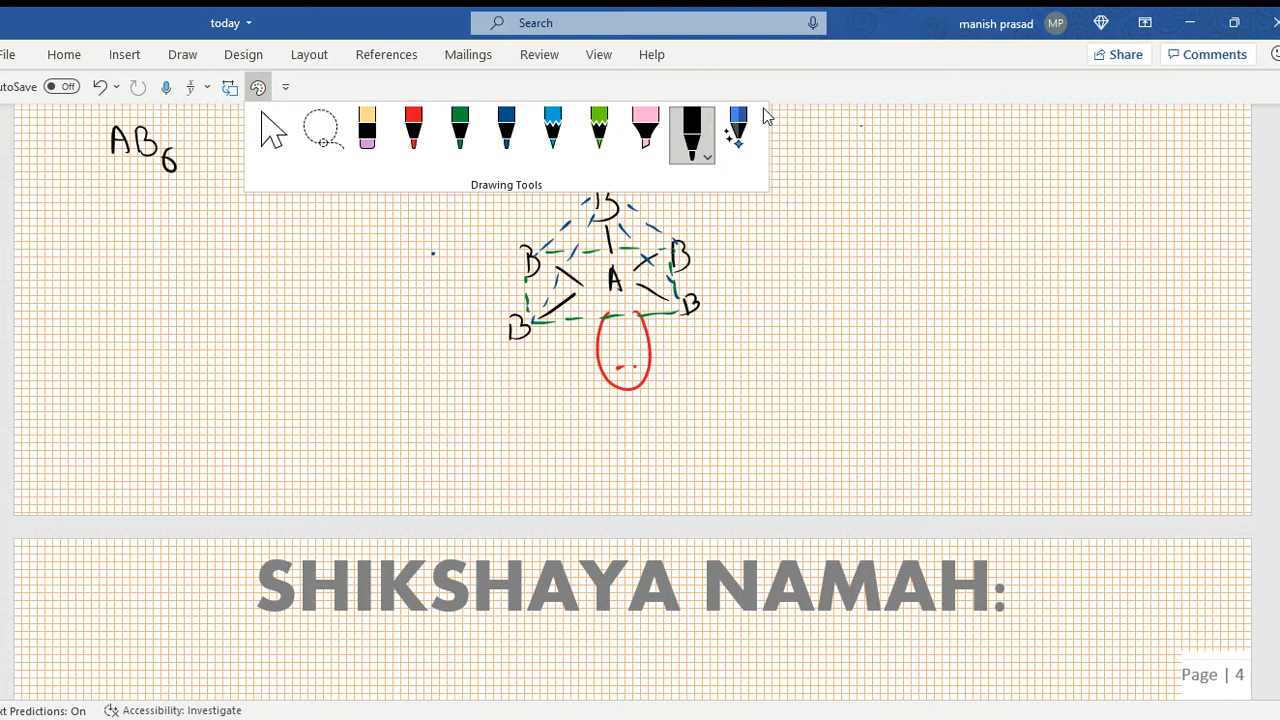 today
Search
manish prasad MP
File Home Insert Draw Design Layout References Mailings Review View Help Share Comments
AutoSave Off
Drawing Tools
AB6
B
B B
A
B B
SHIKSHAYA NAMAH:
Page | 4
xt Predictions: On Accessibility: Investigate